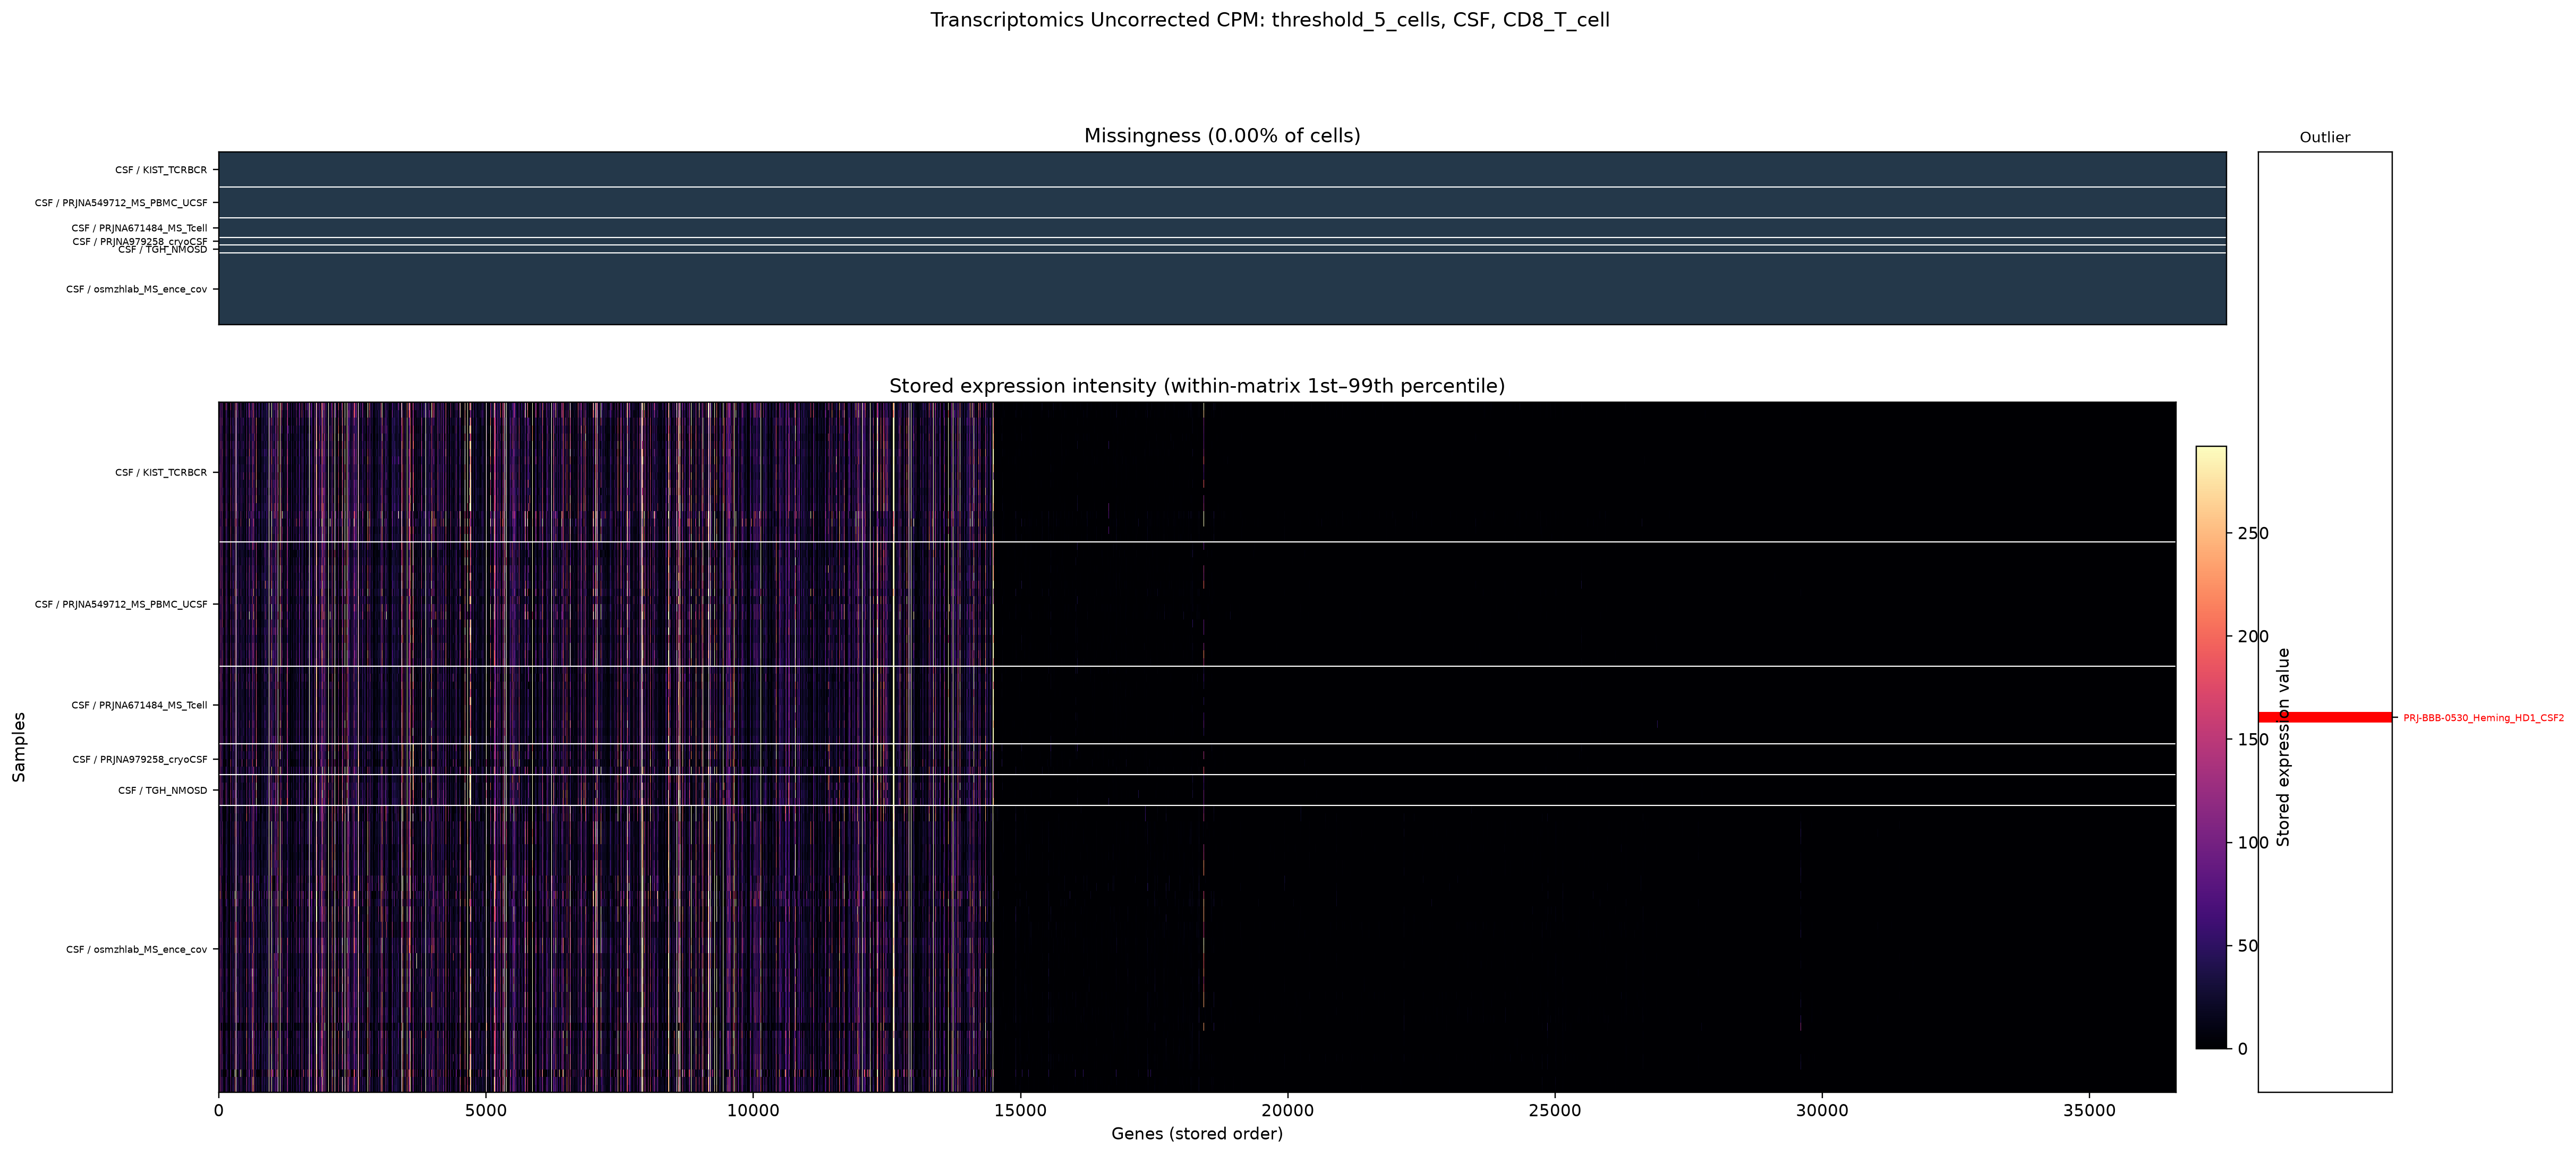 Transcriptomics Uncorrected CPM: threshold_5_cells, CSF, CD8_T_cell
Missingness (0.00% of cells)
Outlier
CSF / KIST_TCRBCR
CSF / PRJNA549712_MS_PBMC_UCSF
CSF / PRJNA671484_MS_Tcell
CSF / PRJNA979258_cryoCSF
CSF / TGH_NMOSD
CSF / osmzhlab_MS_ence_cov
Stored expression intensity (within-matrix 1st–99th percentile)
CSF / KIST_TCRBCR
CSF / PRJNA549712_MS_PBMC_UCSF
CSF / PRJNA671484_MS_Tcell
CSF / PRJNA979258_cryoCSF
CSF / TGH_NMOSD
CSF / osmzhlab_MS_ence_cov
Samples
0
5000
10000
15000
20000
25000
30000
35000
Genes (stored order)
250
200
150
100
50
0
Stored expression value
PRJ-BBB-0530_Heming_HD1_CSF2